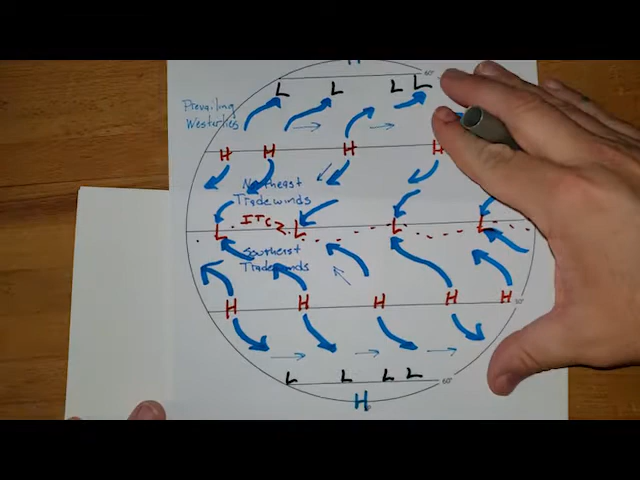 H
60°
L L L L
Prevailing
Westerlies
H H H H
Northeast
Tradewinds
ITCZ
L L L L
Southeast
Tradewinds
H H H H H
30°
L L L L
60°
H